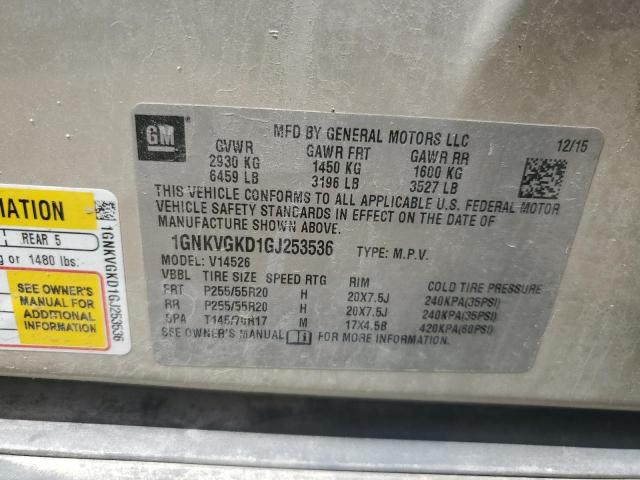 GM
MFD BY GENERAL MOTORS LLC
12/15
GVWR GAWR FRT GAWR RR
2930 KG 1450 KG 1600 KG
6459 LB 3196 LB 3527 LB
THIS VEHICLE CONFORMS TO ALL APPLICABLE U.S. FEDERAL MOTOR
VEHICLE SAFETY STANDARDS IN EFFECT ON THE DATE OF
MANUFACTURE SHOWN ABOVE.
1GNKVGKD1GJ253536 TYPE: M.P.V.
MODEL: V14526
VBBL TIRE SIZE SPEED RTG RIM COLD TIRE PRESSURE
FRT P255/55R20 H 20X7.5J 240KPA(35PSI)
RR P255/55R20 H 20X7.5J 240KPA(35PSI)
SPA T145/70R17 M 17X4.5B 420KPA(60PSI)
SEE OWNER'S MANUAL FOR MORE INFORMATION.
MATION
REAR 5
g or 1480 lbs.
SEE OWNER'S
MANUAL FOR
ADDITIONAL
INFORMATION
1GNKVGKD1GJ253536